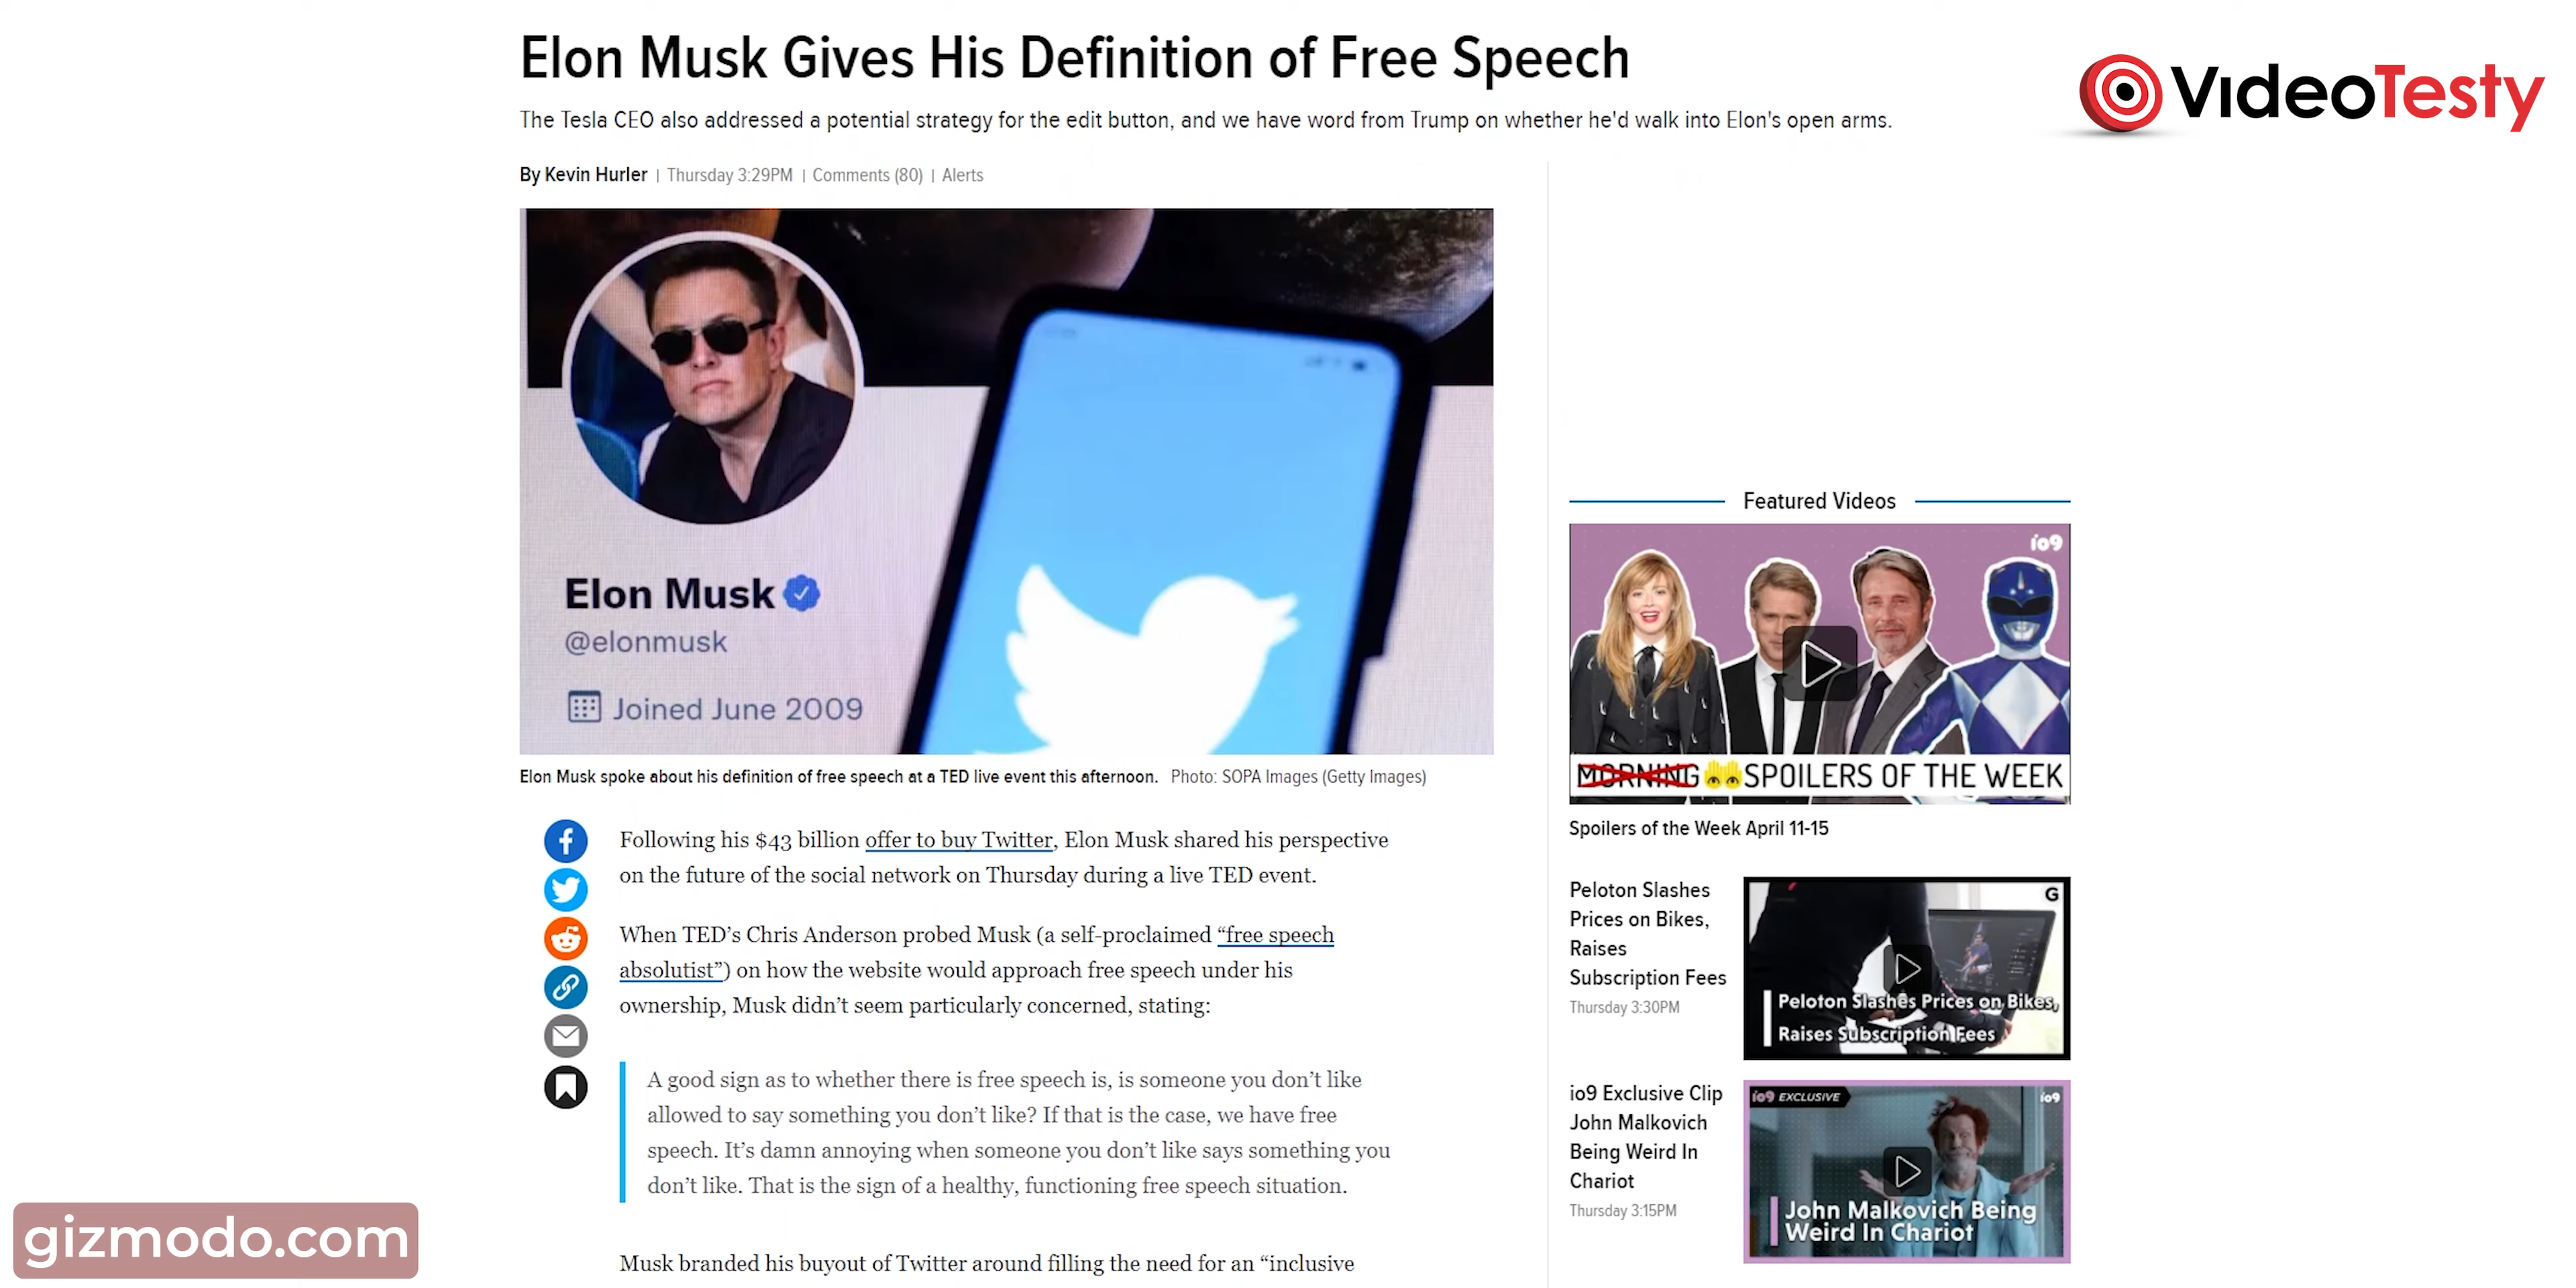 Elon Musk Gives His Definition of Free Speech
VideoTesty
The Tesla CEO also addressed a potential strategy for the edit button, and we have word from Trump on whether he'd walk into Elon's open arms.
By Kevin Hurler | Thursday 3:29PM | Comments (80) | Alerts
Elon Musk
@elonmusk
Joined June 2009
Elon Musk spoke about his definition of free speech at a TED live event this afternoon. Photo: SOPA Images (Getty Images)
Following his $43 billion offer to buy Twitter, Elon Musk shared his perspective
on the future of the social network on Thursday during a live TED event.
When TED’s Chris Anderson probed Musk (a self-proclaimed “free speech
absolutist”) on how the website would approach free speech under his
ownership, Musk didn’t seem particularly concerned, stating:
A good sign as to whether there is free speech is, is someone you don’t like
allowed to say something you don’t like? If that is the case, we have free
speech. It’s damn annoying when someone you don’t like says something you
don’t like. That is the sign of a healthy, functioning free speech situation.
Musk branded his buyout of Twitter around filling the need for an “inclusive
Featured Videos
io9
MORNING SPOILERS OF THE WEEK
Spoilers of the Week April 11-15
Peloton Slashes
Prices on Bikes,
Raises
Subscription Fees
Thursday 3:30PM
G
Peloton Slashes Prices on Bikes,
Raises Subscription Fees
io9 Exclusive Clip
John Malkovich
Being Weird In
Chariot
Thursday 3:15PM
io9 EXCLUSIVE
io9
John Malkovich Being
Weird In Chariot
gizmodo.com